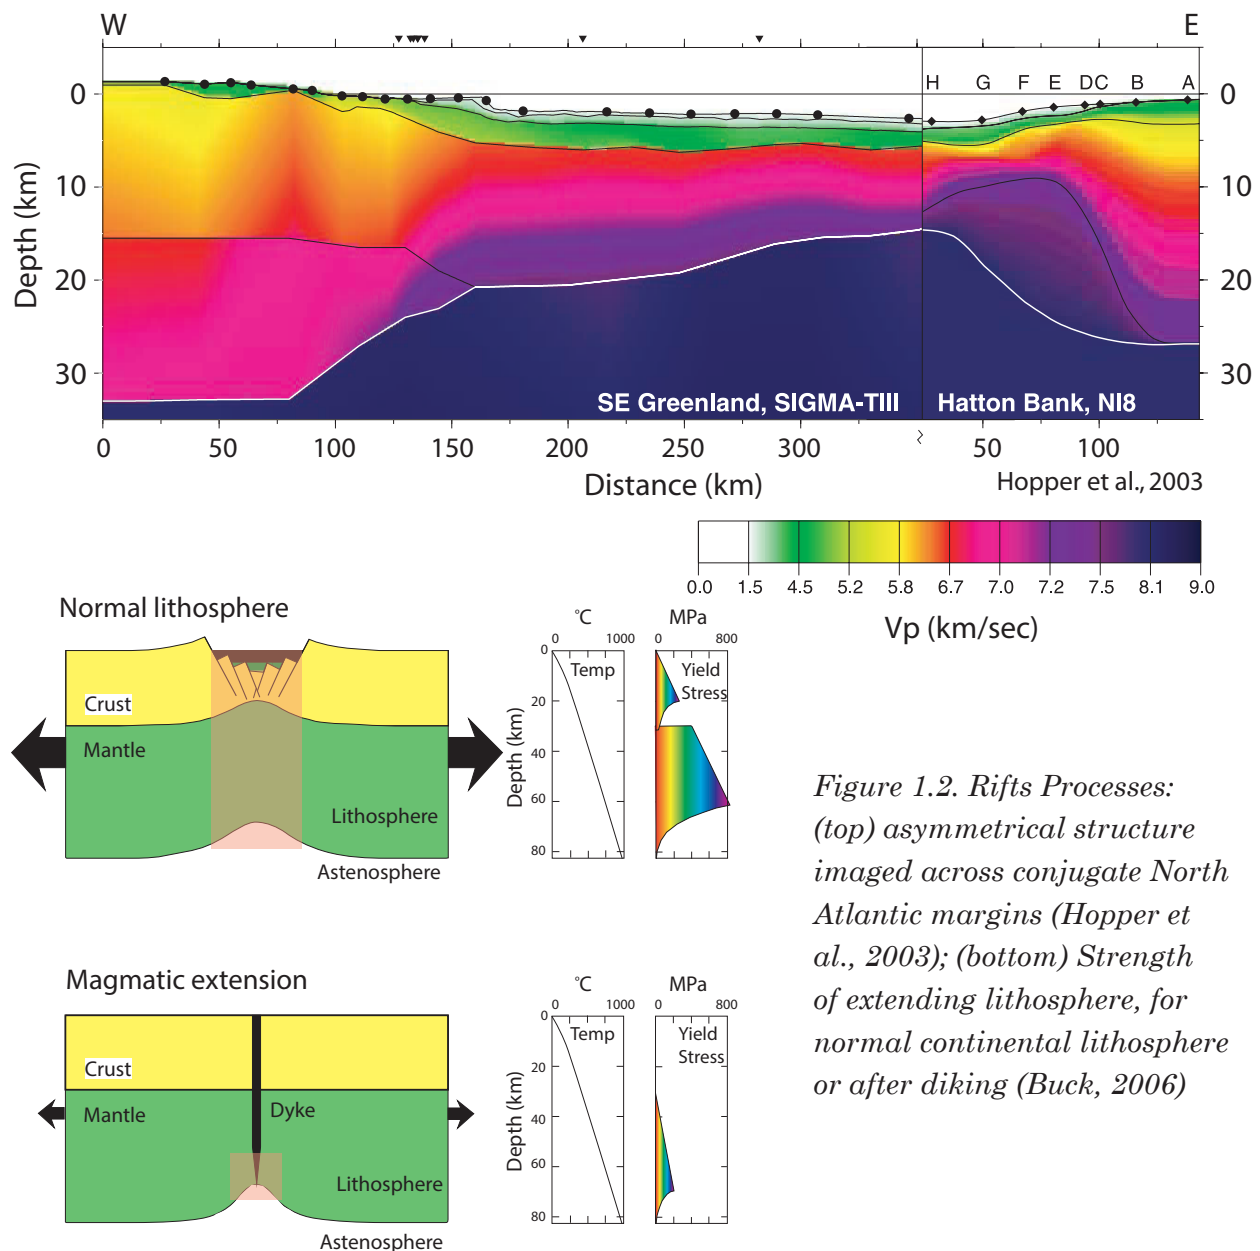 W E
H G F E D C B A
0 0
10 10
20 20
30 30
Depth (km)
SE Greenland, SIGMA-TIII Hatton Bank, NI8
0 50 100 150 200 250 300 50 100
Distance (km)
Hopper et al., 2003
0.0 1.5 4.5 5.2 5.8 6.7 7.0 7.2 7.5 8.1 9.0
Vp (km/sec)
Normal lithosphere
Crust
Mantle
Lithosphere
Astenosphere
°C MPa
0 1000 0 800
Temp Yield
Stress
0
20
40
60
80
Depth (km)
Magmatic extension
Crust
Mantle
Dyke
Lithosphere
Astenosphere
°C MPa
0 1000 0 800
Temp Yield
Stress
0
20
40
60
80
Depth (km)
Figure 1.2. Rifts Processes:
(top) asymmetrical structure
imaged across conjugate North
Atlantic margins (Hopper et
al., 2003); (bottom) Strength
of extending lithosphere, for
normal continental lithosphere
or after diking (Buck, 2006)